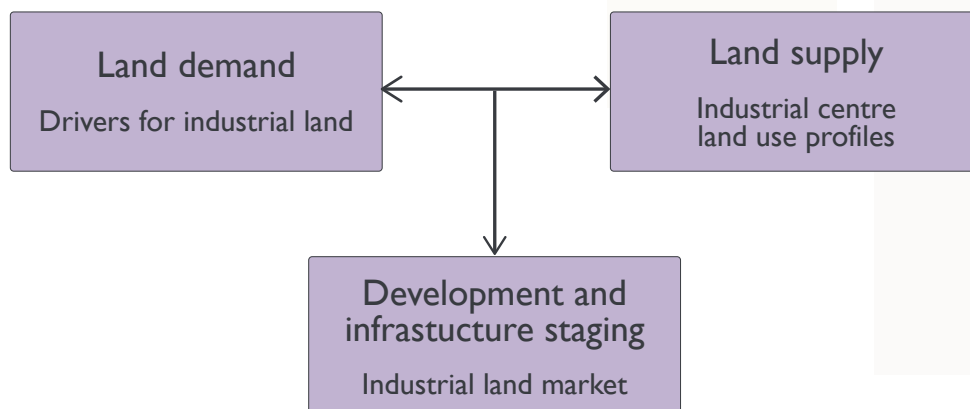 Land demand
Drivers for industrial land
Land supply
Industrial centre
land use profiles
Development and
infrastucture staging
Industrial land market